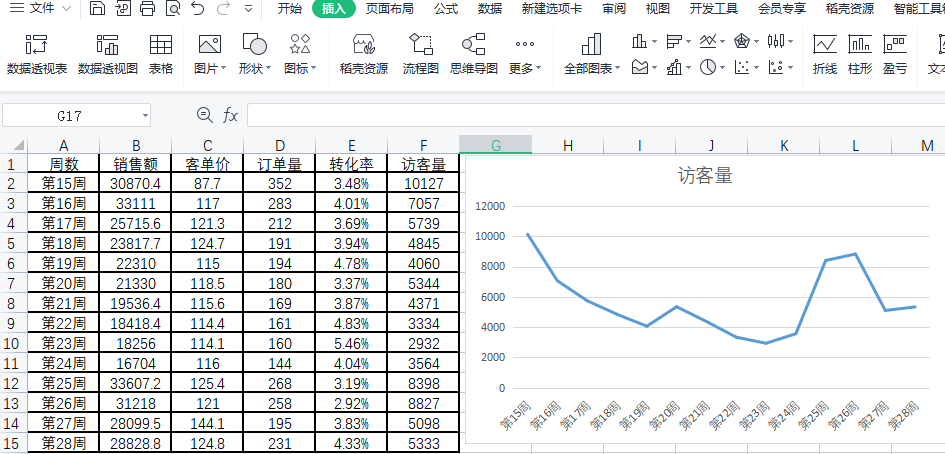 文件 开始 插入 页面布局 公式 数据 新建选项卡 审阅 视图 开发工具 会员专享 稻壳资源
数据透视表 数据透视图 表格 图片 形状 图标 稻壳资源 流程图 思维导图 更多 全部图表 折线 柱形 盈亏
G17 fx
A B C D E F G H I J K L M
1 周数 销售额 客单价 订单量 转化率 访客量
2 第15周 30870.4 87.7 352 3.48% 10127
3 第16周 33111 117 283 4.01% 7057
4 第17周 25715.6 121.3 212 3.69% 5739
5 第18周 23817.7 124.7 191 3.94% 4845
6 第19周 22310 115 194 4.78% 4060
7 第20周 21330 118.5 180 3.37% 5344
8 第21周 19536.4 115.6 169 3.87% 4371
9 第22周 18418.4 114.4 161 4.83% 3334
10 第23周 18256 114.1 160 5.46% 2932
11 第24周 16704 116 144 4.04% 3564
12 第25周 33607.2 125.4 268 3.19% 8398
13 第26周 31218 121 258 2.92% 8827
14 第27周 28099.5 144.1 195 3.83% 5098
15 第28周 28828.8 124.8 231 4.33% 5333
访客量
12000
10000
8000
6000
4000
2000
0
第15周 第16周 第17周 第18周 第19周 第20周 第21周 第22周 第23周 第24周 第25周 第26周 第27周 第28周